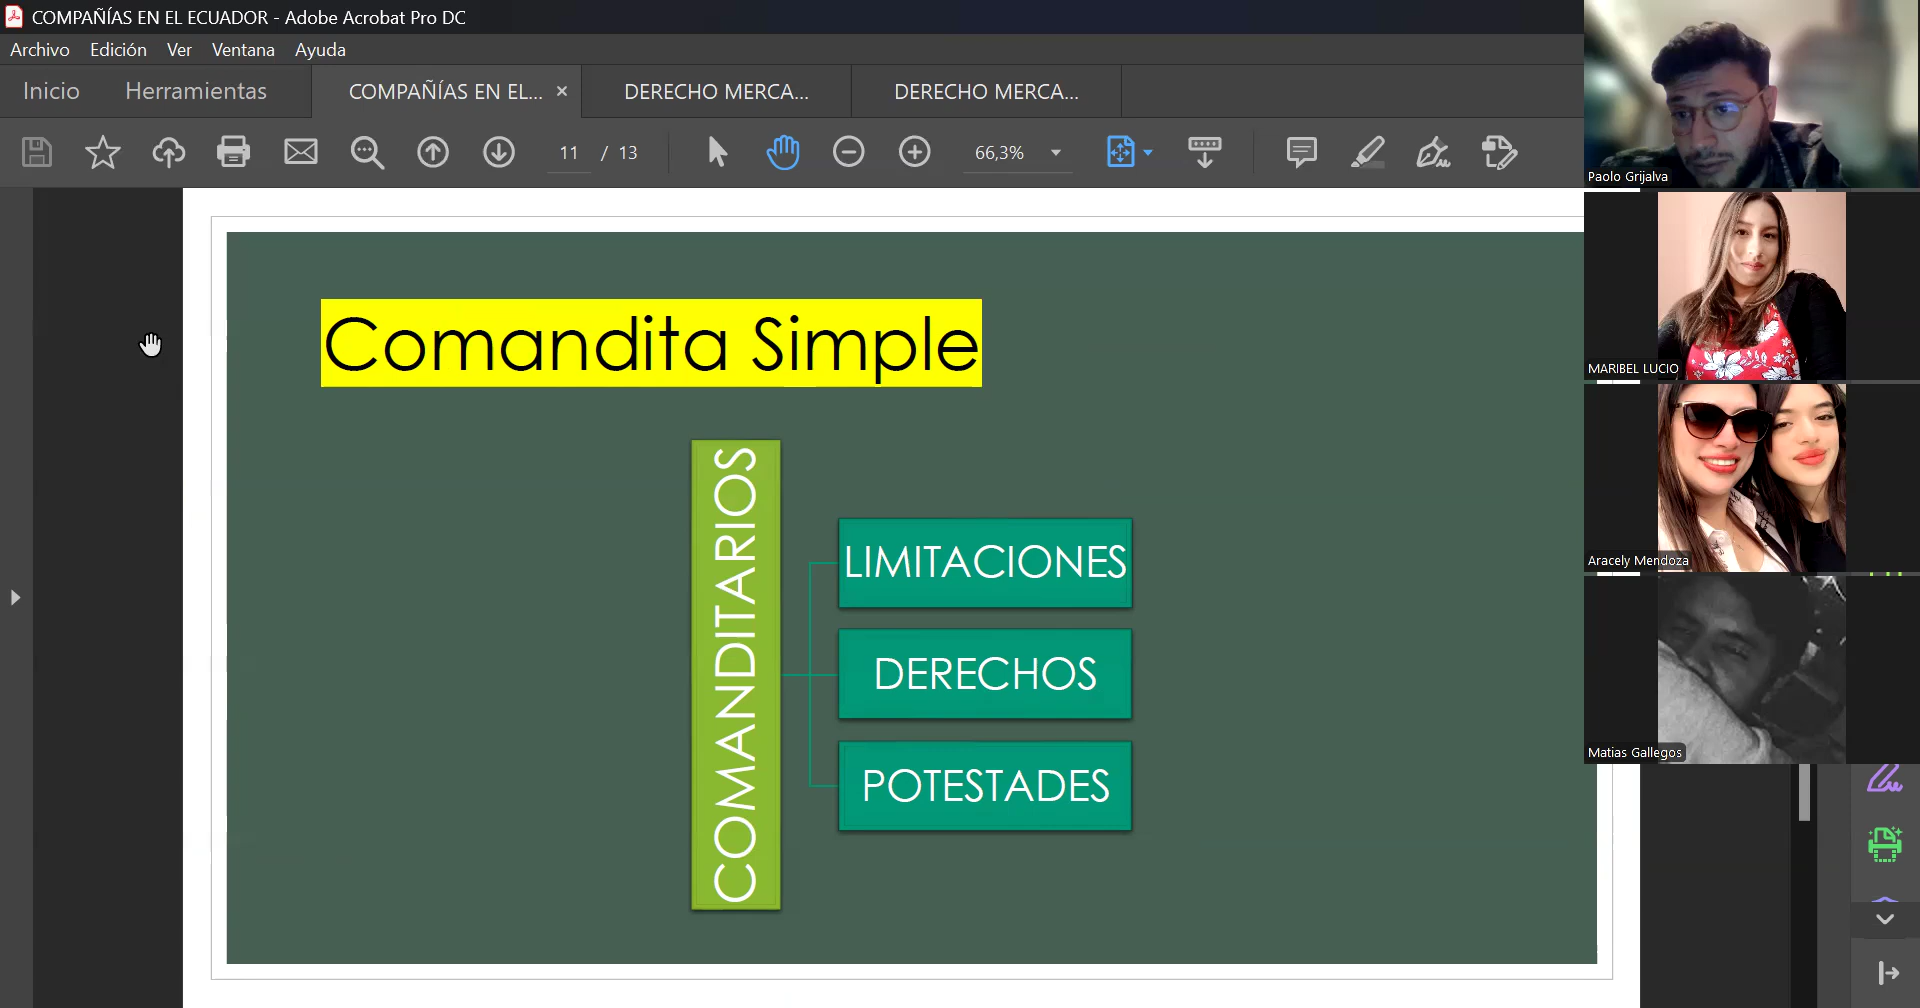 COMPAÑÍAS EN EL ECUADOR - Adobe Acrobat Pro DC
Archivo Edición Ver Ventana Ayuda
Inicio Herramientas COMPAÑÍAS EN EL... × DERECHO MERCA... DERECHO MERCA...
11 / 13 66,3%
Paolo Grijalva
MARIBEL LUCIO
Aracely Mendoza
Matias Gallegos
Comandita Simple
COMANDITARIOS
LIMITACIONES
DERECHOS
POTESTADES